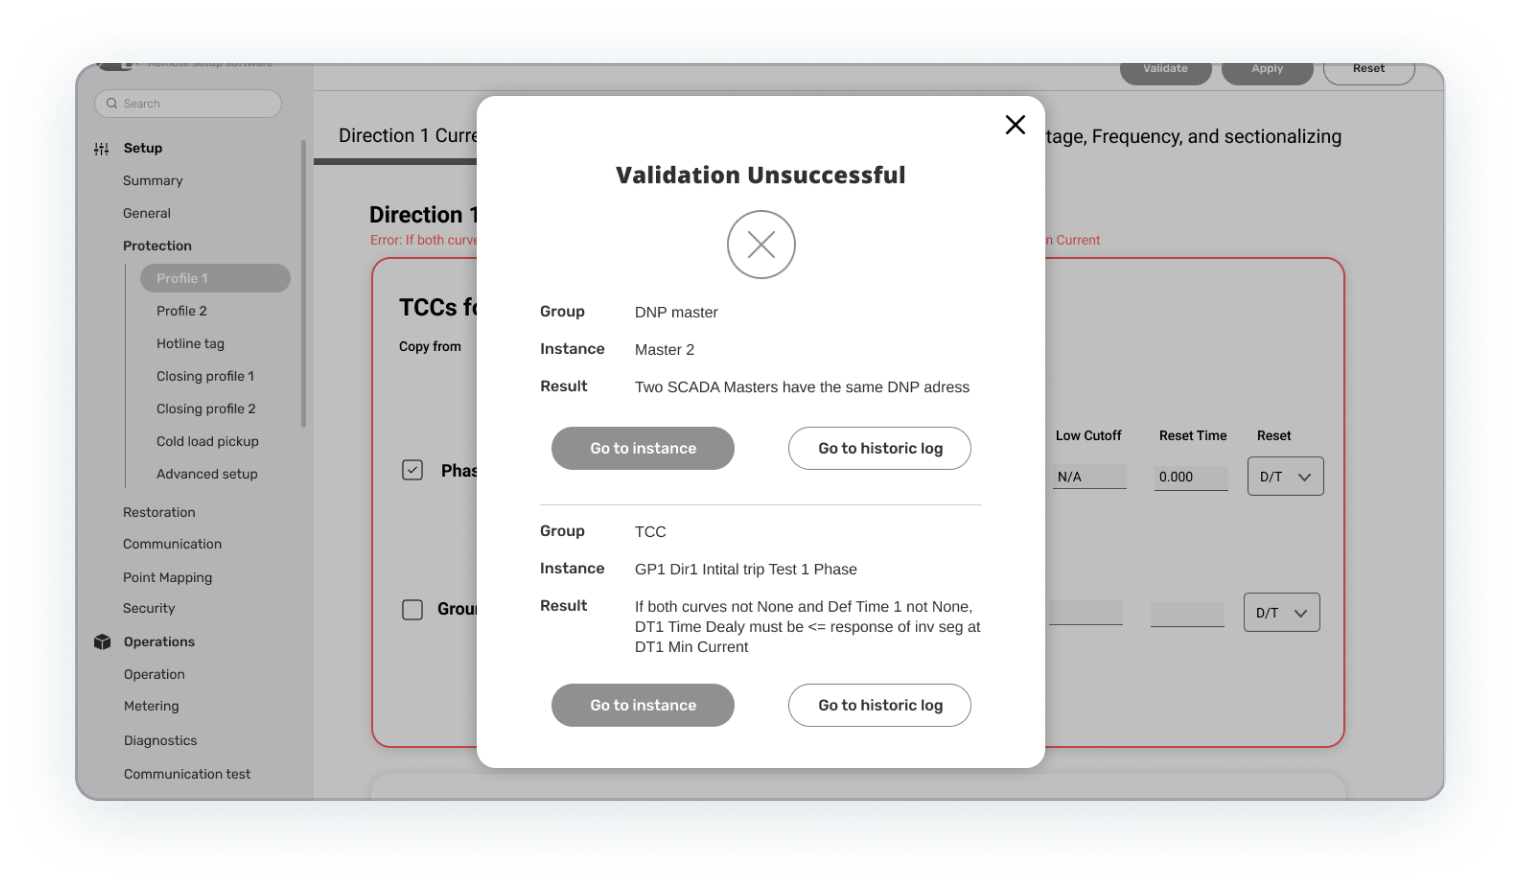 Remote setup software
Validate
Apply
Reset
Search
Setup
Summary
General
Protection
Profile 1
Profile 2
Hotline tag
Closing profile 1
Closing profile 2
Cold load pickup
Advanced setup
Restoration
Communication
Point Mapping
Security
Operations
Operation
Metering
Diagnostics
Communication test
Direction 1 Curre
tage, Frequency, and sectionalizing
Direction 1
Error: If both curve
n Current
TCCs fo
Copy from
Low Cutoff
Reset Time
Reset
Phas
N/A
0.000
D/T
Grou
D/T
Validation Unsuccessful
Group
DNP master
Instance
Master 2
Result
Two SCADA Masters have the same DNP adress
Go to instance
Go to historic log
Group
TCC
Instance
GP1 Dir1 Intital trip Test 1 Phase
Result
If both curves not None and Def Time 1 not None,
DT1 Time Dealy must be <= response of inv seg at
DT1 Min Current
Go to instance
Go to historic log